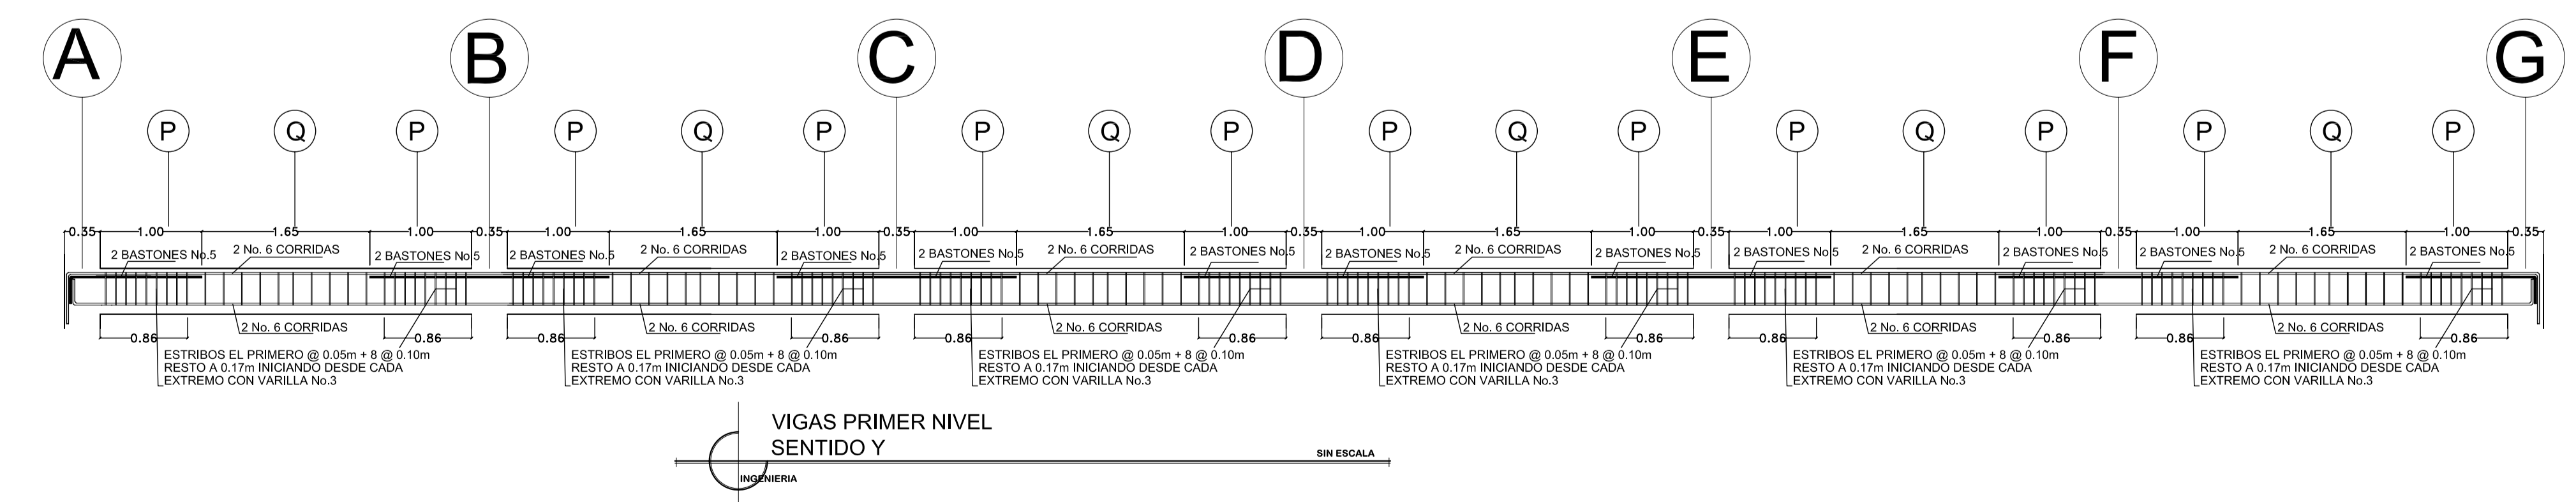 A B C D E F G
P Q P P Q P P Q P P Q P P Q P P Q P
0.35 1.00 1.65 1.00 0.35 1.00 1.65 1.00 0.35 1.00 1.65 1.00 0.35 1.00 1.65 1.00 0.35 1.00 1.65 1.00 0.35 1.00 1.65 1.00 0.35
2 BASTONES No.5 2 No. 6 CORRIDAS 2 BASTONES No.5 2 BASTONES No.5 2 No. 6 CORRIDAS 2 BASTONES No.5 2 BASTONES No.5 2 No. 6 CORRIDAS 2 BASTONES No.5 2 BASTONES No.5 2 No. 6 CORRIDAS 2 BASTONES No.5 2 BASTONES No.5 2 No. 6 CORRIDAS 2 BASTONES No.5 2 BASTONES No.5 2 No. 6 CORRIDAS 2 BASTONES No.5
0.86 2 No. 6 CORRIDAS 0.86 0.86 2 No. 6 CORRIDAS 0.86 0.86 2 No. 6 CORRIDAS 0.86 0.86 2 No. 6 CORRIDAS 0.86 0.86 2 No. 6 CORRIDAS 0.86 0.86 2 No. 6 CORRIDAS 0.86
ESTRIBOS EL PRIMERO @ 0.05m + 8 @ 0.10m
RESTO A 0.17m INICIANDO DESDE CADA
EXTREMO CON VARILLA No.3
ESTRIBOS EL PRIMERO @ 0.05m + 8 @ 0.10m
RESTO A 0.17m INICIANDO DESDE CADA
EXTREMO CON VARILLA No.3
ESTRIBOS EL PRIMERO @ 0.05m + 8 @ 0.10m
RESTO A 0.17m INICIANDO DESDE CADA
EXTREMO CON VARILLA No.3
ESTRIBOS EL PRIMERO @ 0.05m + 8 @ 0.10m
RESTO A 0.17m INICIANDO DESDE CADA
EXTREMO CON VARILLA No.3
ESTRIBOS EL PRIMERO @ 0.05m + 8 @ 0.10m
RESTO A 0.17m INICIANDO DESDE CADA
EXTREMO CON VARILLA No.3
ESTRIBOS EL PRIMERO @ 0.05m + 8 @ 0.10m
RESTO A 0.17m INICIANDO DESDE CADA
EXTREMO CON VARILLA No.3
VIGAS PRIMER NIVEL
SENTIDO Y
SIN ESCALA
INGENIERIA